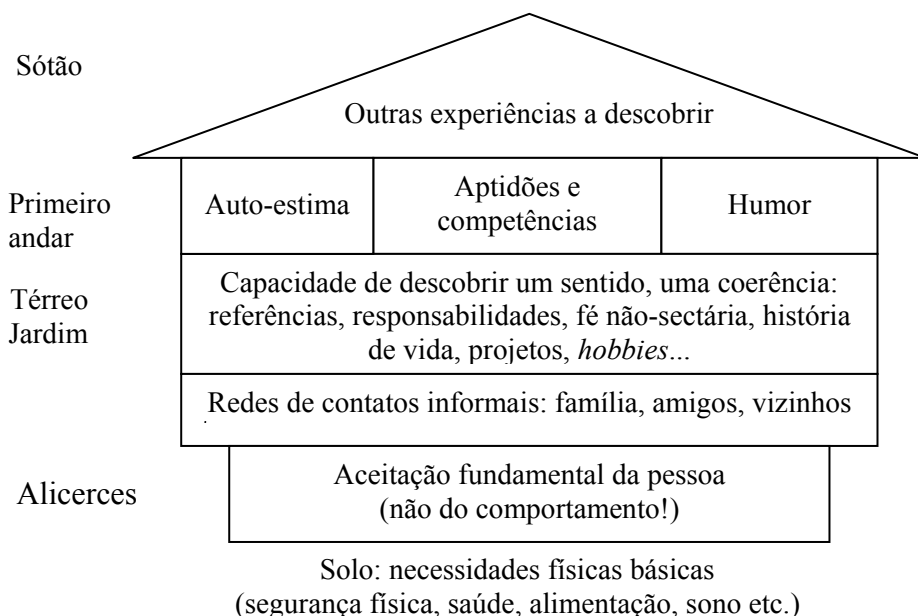 Sótão
Outras experiências a descobrir
Primeiro
andar
Auto-estima
Aptidões e
competências
Humor
Térreo
Jardim
Capacidade de descobrir um sentido, uma coerência:
referências, responsabilidades, fé não-sectária, história
de vida, projetos, hobbies...
Redes de contatos informais: família, amigos, vizinhos
Alicerces
Aceitação fundamental da pessoa
(não do comportamento!)
Solo: necessidades físicas básicas
(segurança física, saúde, alimentação, sono etc.)